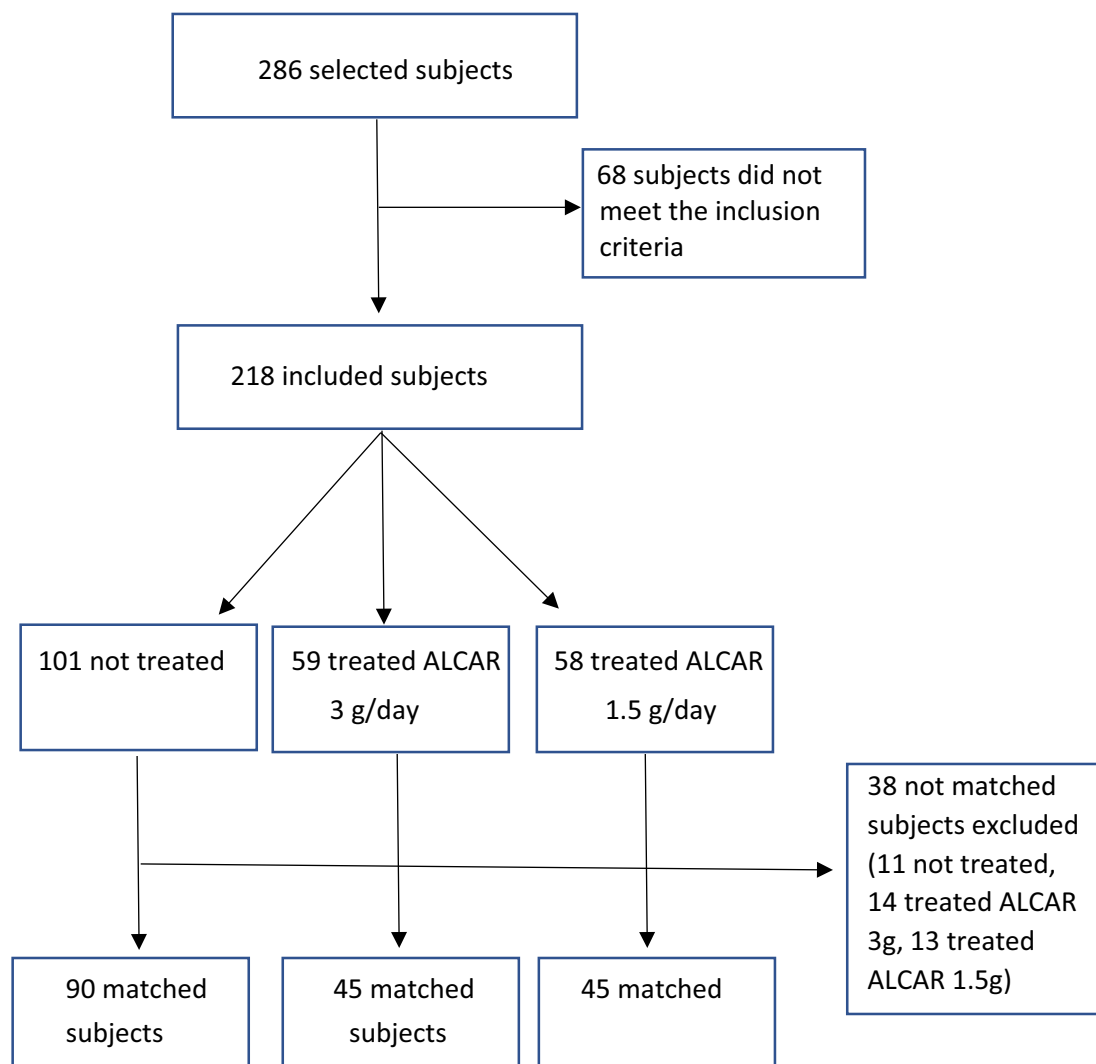 286 selected subjects
68 subjects did not
meet the inclusion
criteria
218 included subjects
101 not treated
59 treated ALCAR
3 g/day
58 treated ALCAR
1.5 g/day
38 not matched
subjects excluded
(11 not treated,
14 treated ALCAR
3g, 13 treated
ALCAR 1.5g)
90 matched
subjects
45 matched
subjects
45 matched